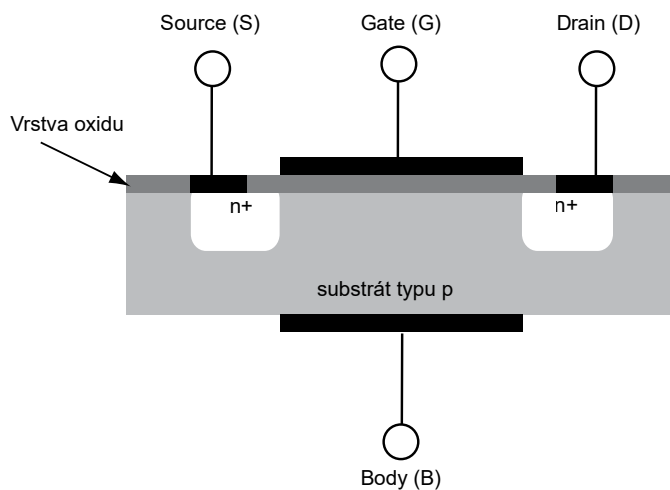 Source (S)
Gate (G)
Drain (D)
Vrstva oxidu
n+
n+
substrát typu p
Body (B)